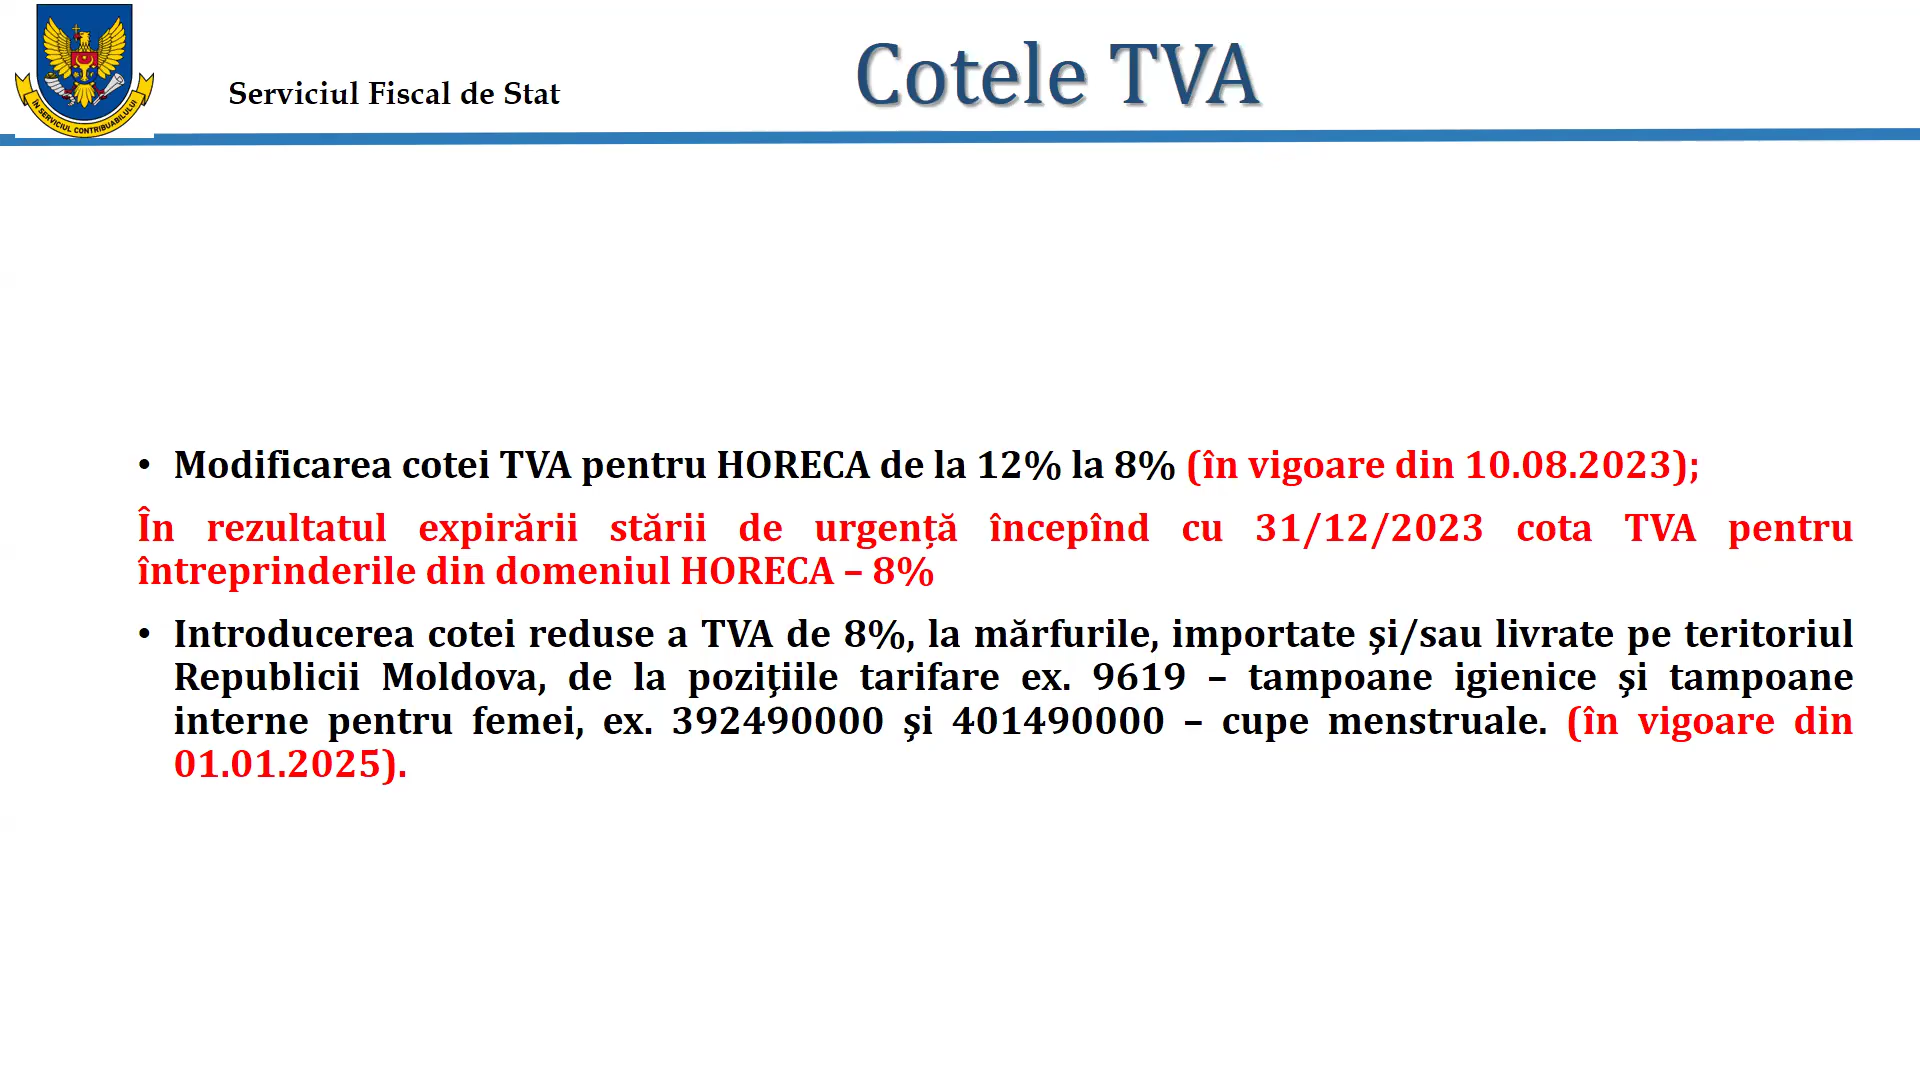 Serviciul Fiscal de Stat
Cotele TVA
ÎN SERVICIUL CONTRIBUABILULUI
• Modificarea cotei TVA pentru HORECA de la 12% la 8% (în vigoare din 10.08.2023);
În rezultatul expirării stării de urgență începînd cu 31/12/2023 cota TVA pentru
întreprinderile din domeniul HORECA – 8%
• Introducerea cotei reduse a TVA de 8%, la mărfurile, importate şi/sau livrate pe teritoriul
Republicii Moldova, de la poziţiile tarifare ex. 9619 – tampoane igienice şi tampoane
interne pentru femei, ex. 392490000 şi 401490000 – cupe menstruale. (în vigoare din
01.01.2025).